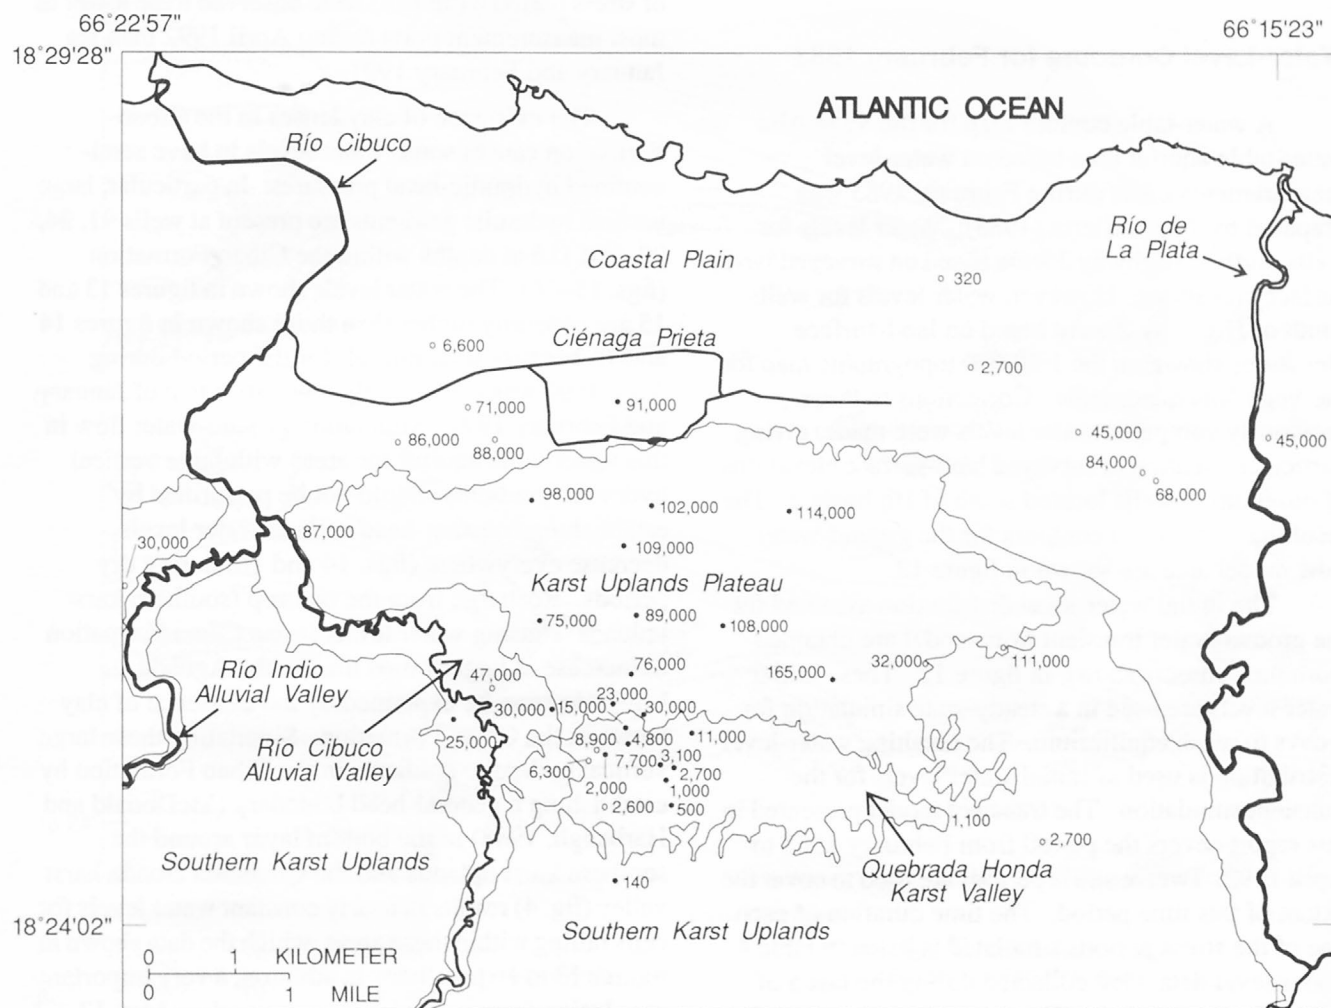 66°22'57"
66°15'23"
18°29'28"
ATLANTIC OCEAN
Río Cibuco
Río de
La Plata
Coastal Plain
320
Ciénaga Prieta
6,600
2,700
71,000
91,000
86,000
88,000
45,000
45,000
84,000
68,000
98,000
102,000
114,000
87,000
30,000
109,000
Karst Uplands Plateau
75,000
89,000
108,000
76,000
165,000
32,000
111,000
Río Indio
Alluvial Valley
47,000
23,000
30,000
15,000
30,000
Río Cibuco
Alluvial Valley
25,000
8,900
4,800
11,000
7,700
3,100
6,300
2,700
2,000
1,000
2,600
500
1,100
2,700
Southern Karst Uplands
Quebrada Honda
Karst Valley
140
18°24'02"
Southern Karst Uplands
0 1 KILOMETER
0 1 MILE